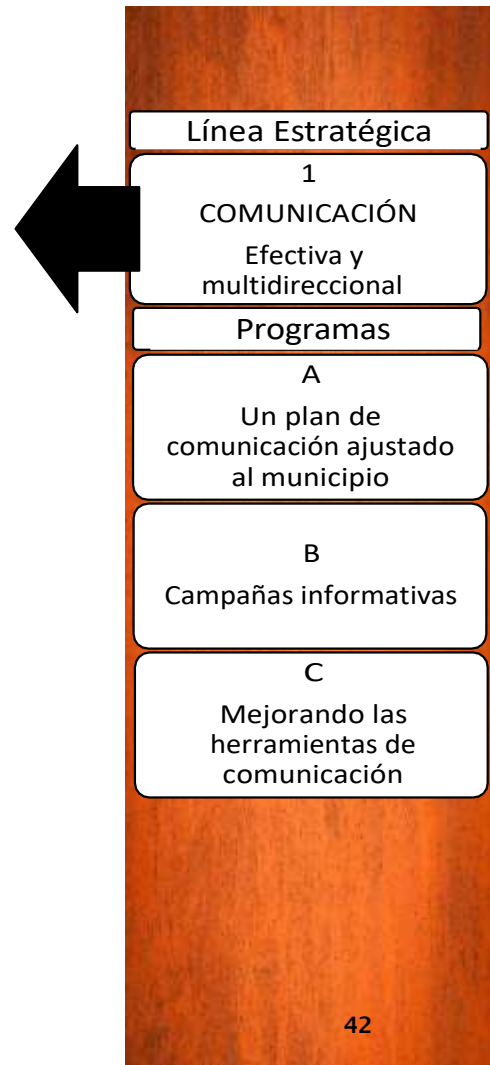 Línea Estratégica
1
COMUNICACIÓN
Efectiva y
multidireccional
Programas
A
Un plan de
comunicación ajustado
al municipio
B
Campañas informativas
C
Mejorando las
herramientas de
comunicación
42